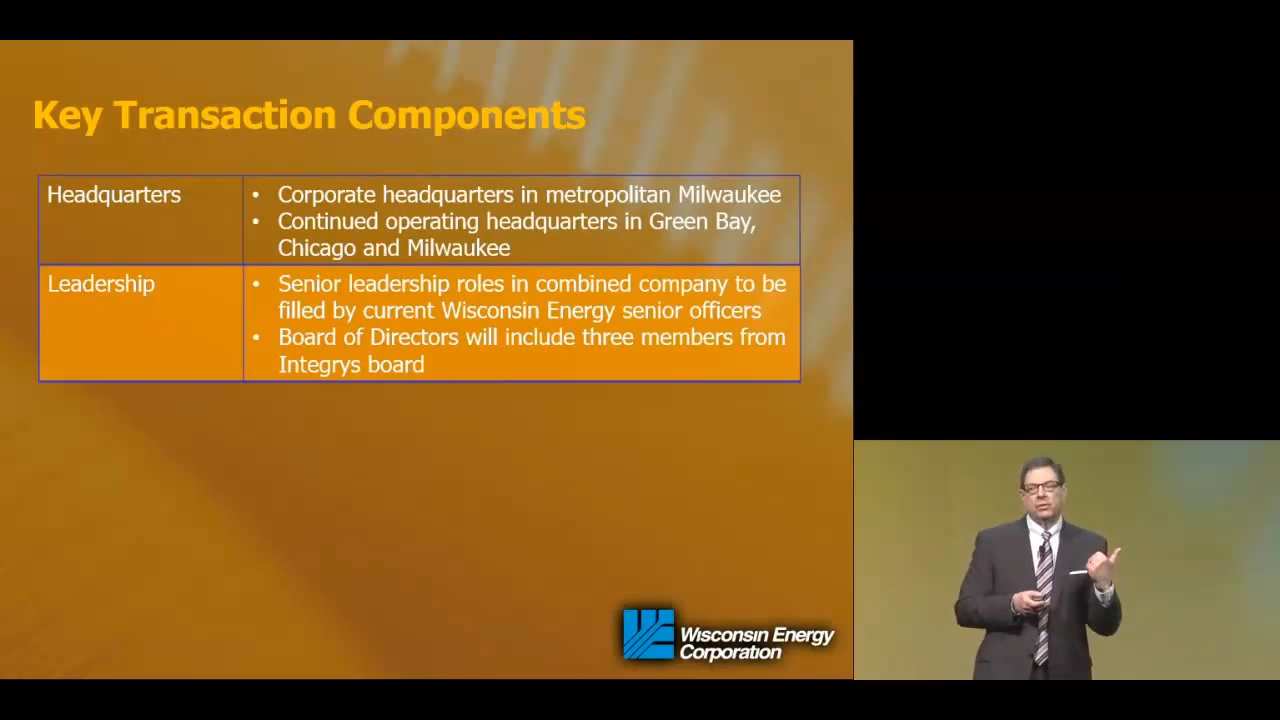 Key Transaction Components
Headquarters
• Corporate headquarters in metropolitan Milwaukee
• Continued operating headquarters in Green Bay,
Chicago and Milwaukee
Leadership
• Senior leadership roles in combined company to be
filled by current Wisconsin Energy senior officers
• Board of Directors will include three members from
Integrys board
Wisconsin Energy
Corporation